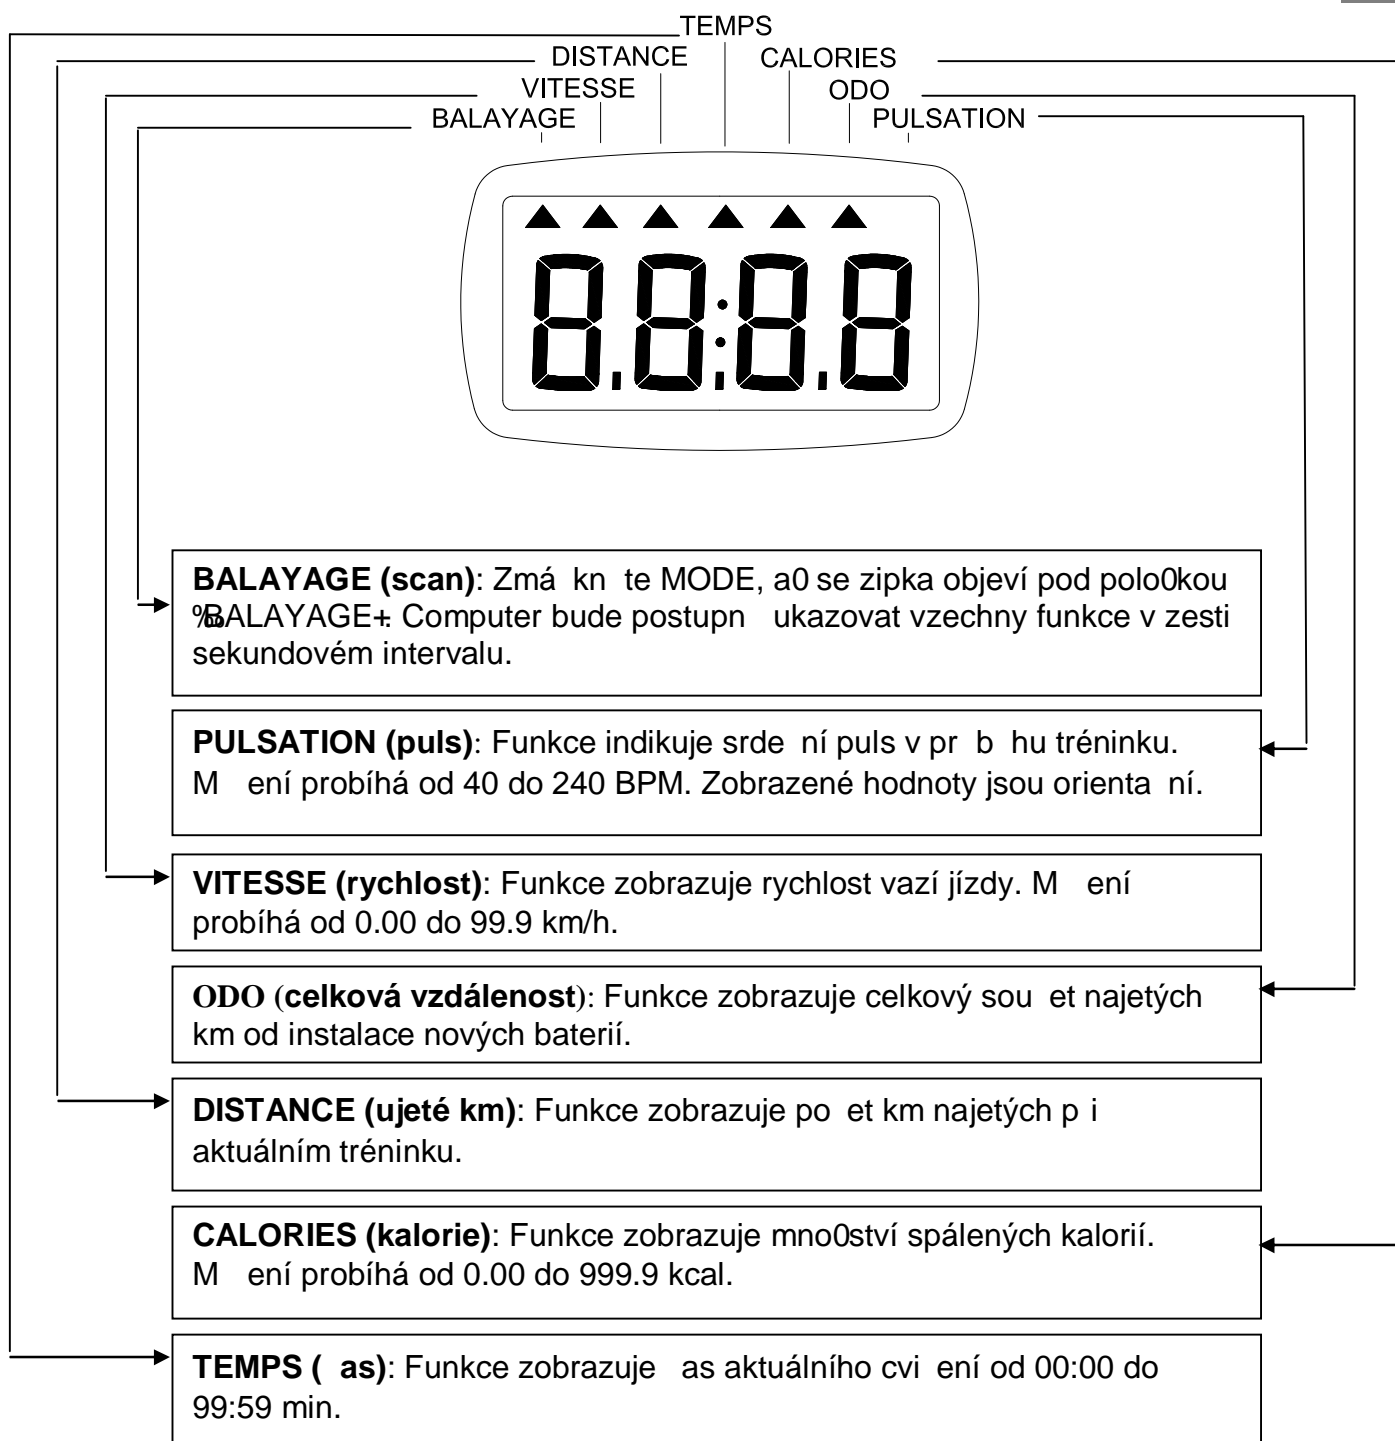 TEMPS
DISTANCE CALORIES
VITESSE ODO
BALAYAGE PULSATION
8.8:8.8
BALAYAGE (scan): Zmá kn te MODE, a0 se zipka objeví pod polo0kou
‰BALAYAGE+. Computer bude postupn ukazovat vzechny funkce v zesti
sekundovém intervalu.
PULSATION (puls): Funkce indikuje srde ní puls v pr b hu tréninku.
M ení probíhá od 40 do 240 BPM. Zobrazené hodnoty jsou orienta ní.
VITESSE (rychlost): Funkce zobrazuje rychlost vazí jízdy. M ení
probíhá od 0.00 do 99.9 km/h.
ODO (celková vzdálenost): Funkce zobrazuje celkový sou et najetých
km od instalace nových baterií.
DISTANCE (ujeté km): Funkce zobrazuje po et km najetých p i
aktuálním tréninku.
CALORIES (kalorie): Funkce zobrazuje mno0ství spálených kalorií.
M ení probíhá od 0.00 do 999.9 kcal.
TEMPS ( as): Funkce zobrazuje as aktuálního cvi ení od 00:00 do
99:59 min.